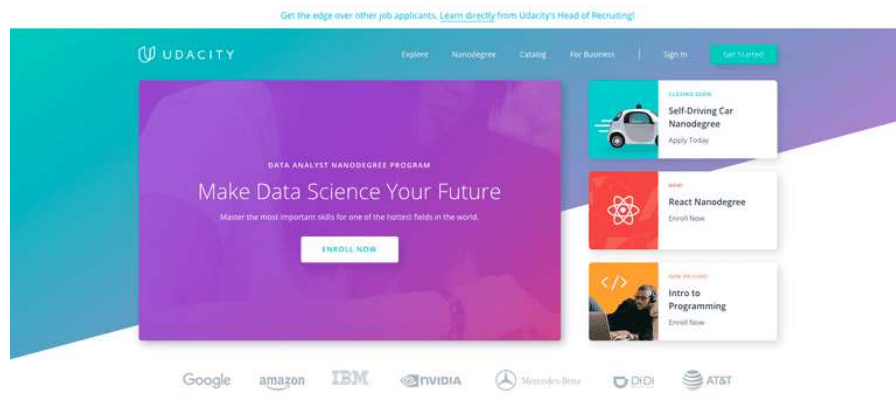 Get the edge over other job applicants. Learn directly from Udacity's Head of Recruiting!
UDACITY
Explore
Nanodegree
Catalog
For Business
Sign In
Get Started
DATA ANALYST NANODEGREE PROGRAM
Make Data Science Your Future
Master the most important skills for one of the hottest fields in the world.
ENROLL NOW
CLOSING SOON
Self-Driving Car
Nanodegree
Apply Today
NEW!
React Nanodegree
Enroll Now
NEW EDITION!
Intro to
Programming
Enroll Now
Google
amazon
IBM
NVIDIA
Mercedes-Benz
DiDi
AT&T